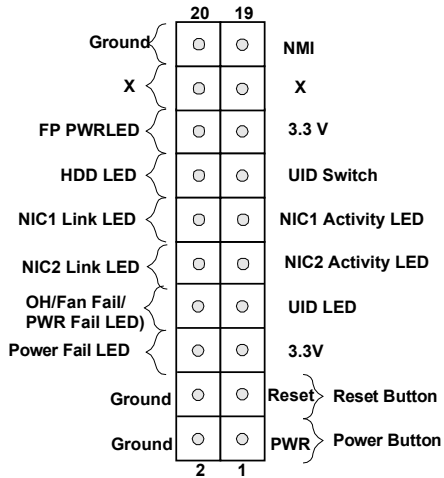 20 19
Ground NMI
X X
FP PWRLED 3.3 V
HDD LED UID Switch
NIC1 Link LED NIC1 Activity LED
NIC2 Link LED NIC2 Activity LED
OH/Fan Fail/
PWR Fail LED) UID LED
Power Fail LED 3.3V
Ground Reset Reset Button
Ground PWR Power Button
2 1